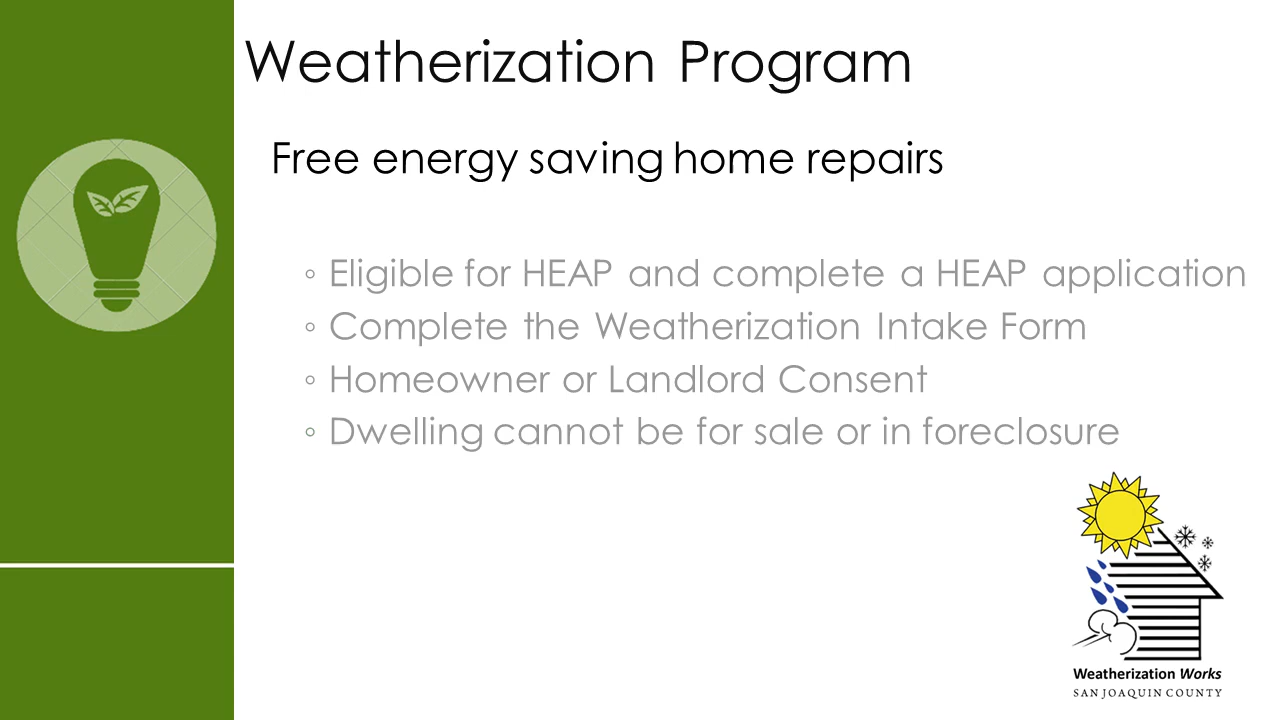 Weatherization Program
Free energy saving home repairs
◦ Eligible for HEAP and complete a HEAP application
◦ Complete the Weatherization Intake Form
◦ Homeowner or Landlord Consent
◦ Dwelling cannot be for sale or in foreclosure
Weatherization Works
SAN JOAQUIN COUNTY